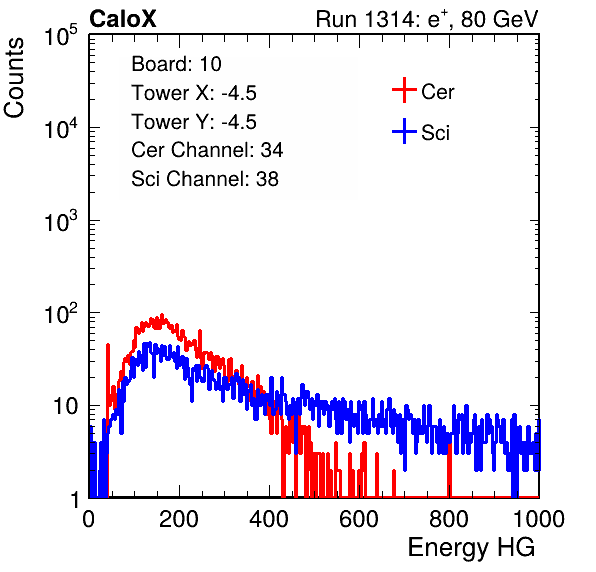 CaloX Run 1314: e⁺, 80 GeV
Counts
Board: 10
Tower X: -4.5
Tower Y: -4.5
Cer Channel: 34
Sci Channel: 38
Cer
Sci
10⁵
10⁴
10³
10²
10
1
0 200 400 600 800 1000
Energy HG